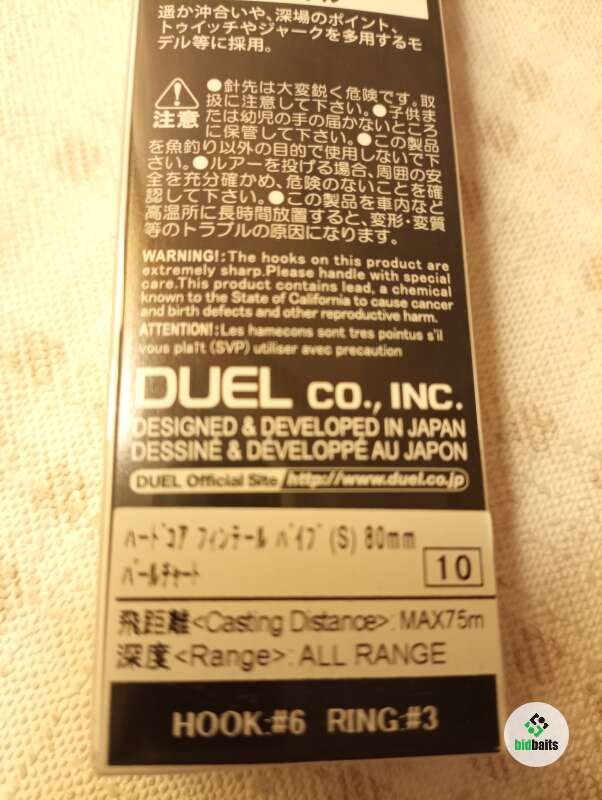 遥か沖合いや、深場のポイント、
トゥイッチやジャークを多用するモ
デル等に採用。
注意
●針先は大変鋭く危険です。取
扱に注意して下さい。●子供ま
たは幼児の手の届かないところ
に保管して下さい。●この製品
を魚釣り以外の目的で使用しないで下
さい。●ルアーを投げる場合、周囲の安
全を充分確かめ、危険のないことを確
認して下さい。●この製品を車内など
高温所に長時間放置すると、変形・変質
等のトラブルの原因になります。
WARNING!:The hooks on this product are
extremely sharp.Please handle with special
care.This product contains lead, a chemical
known to the State of California to cause cancer
and birth defects and other reproductive harm.
ATTENTION!:Les hamecons sont tres pointus s'il
vous plaît (SVP) utiliser avec precaution
DUEL CO., INC.
DESIGNED & DEVELOPED IN JAPAN
DESSINÉ & DÉVELOPPÉ AU JAPON
DUEL Official Site http://www.duel.co.jp
ハードコア フィンテール バイブ (S) 80mm
パールチャート
10
飛距離<Casting Distance>: MAX75m
深度<Range>: ALL RANGE
HOOK:#6 RING:#3
bidbaits